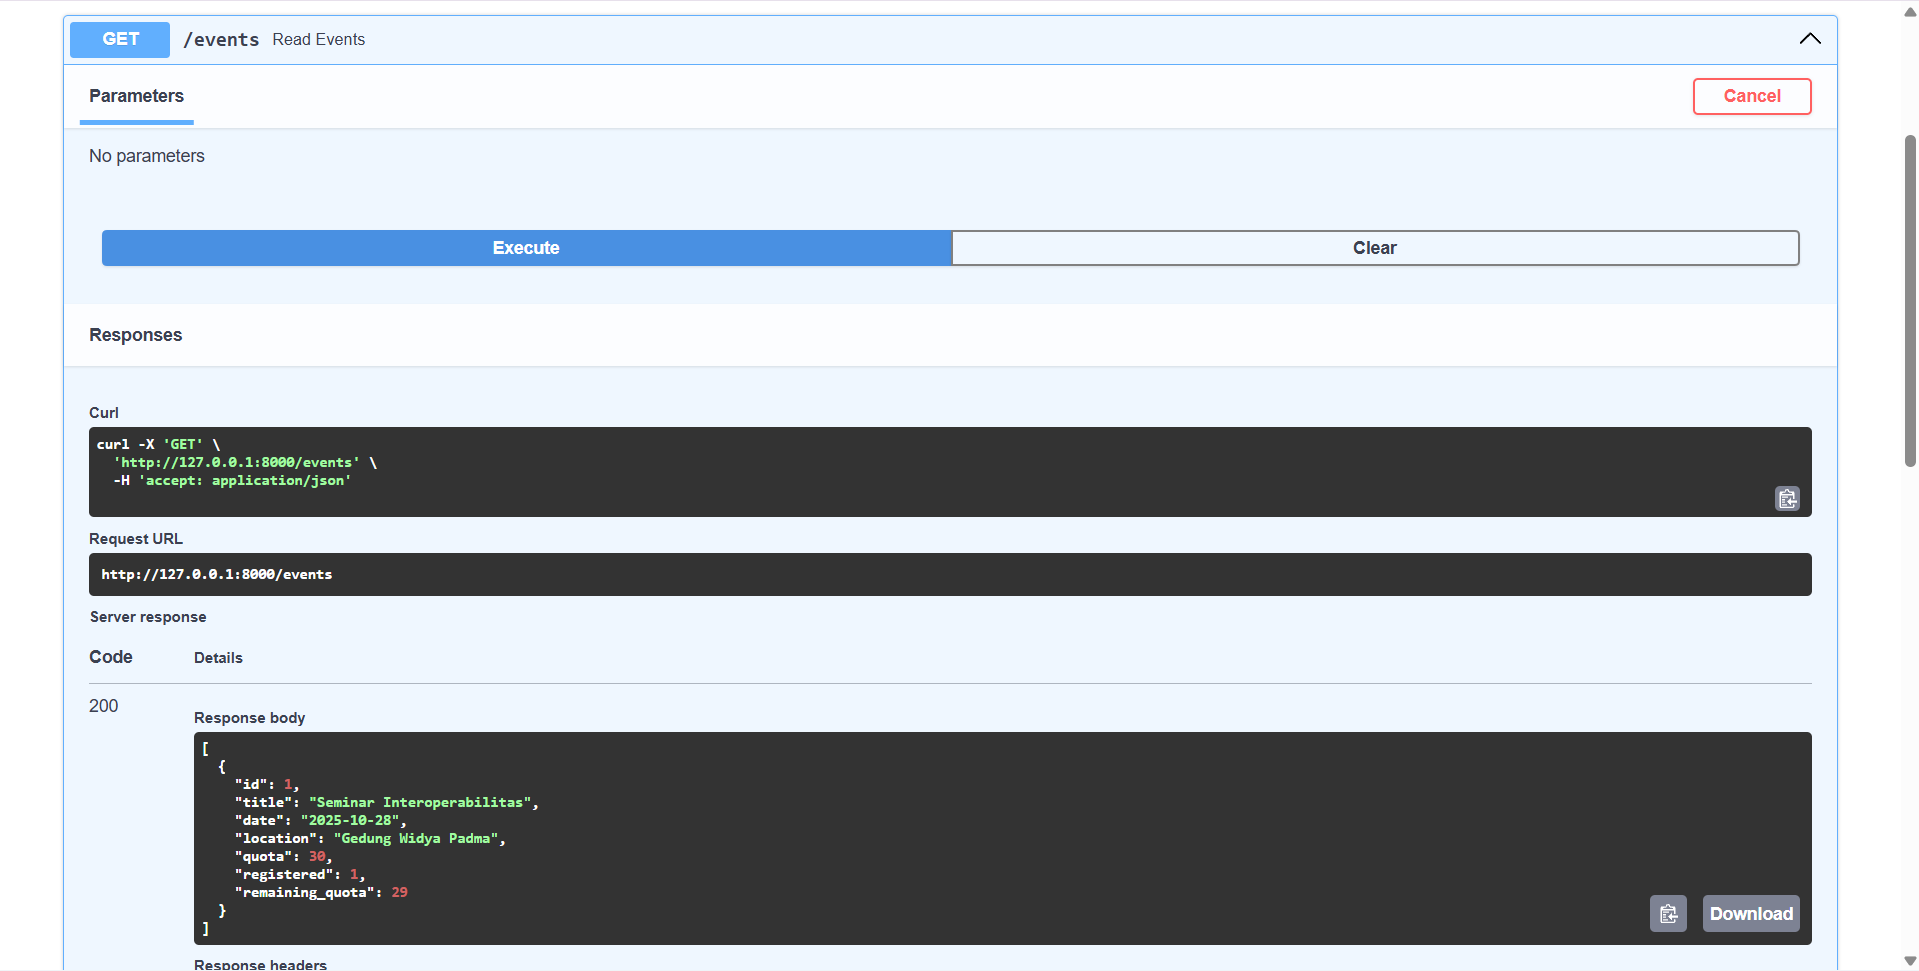 GET /events Read Events
Parameters
Cancel
No parameters
Execute
Clear
Responses
Curl
curl -X 'GET' \
  'http://127.0.0.1:8000/events' \
  -H 'accept: application/json'
Request URL
http://127.0.0.1:8000/events
Server response
Code Details
200
Response body
[
  {
    "id": 1,
    "title": "Seminar Interoperabilitas",
    "date": "2025-10-28",
    "location": "Gedung Widya Padma",
    "quota": 30,
    "registered": 1,
    "remaining_quota": 29
  }
]
Download
Response headers